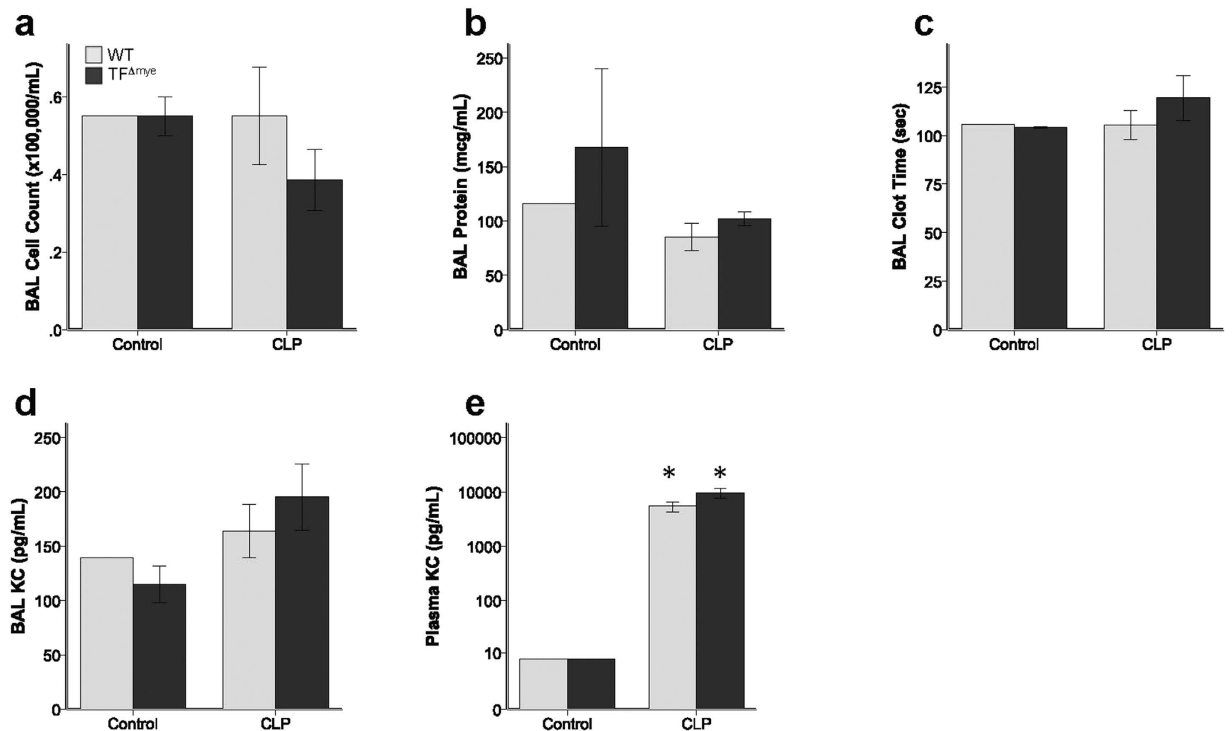 a
WT
TFΔmye
BAL Cell Count (x100,000/mL)
.6
.4
.2
.0
Control CLP
b
BAL Protein (mcg/mL)
250
200
150
100
50
0
Control CLP
c
BAL Clot Time (sec)
125
100
75
50
25
0
Control CLP
d
BAL KC (pg/mL)
250
200
150
100
50
0
Control CLP
e
Plasma KC (pg/mL)
100000
10000
1000
100
10
0
* *
Control CLP